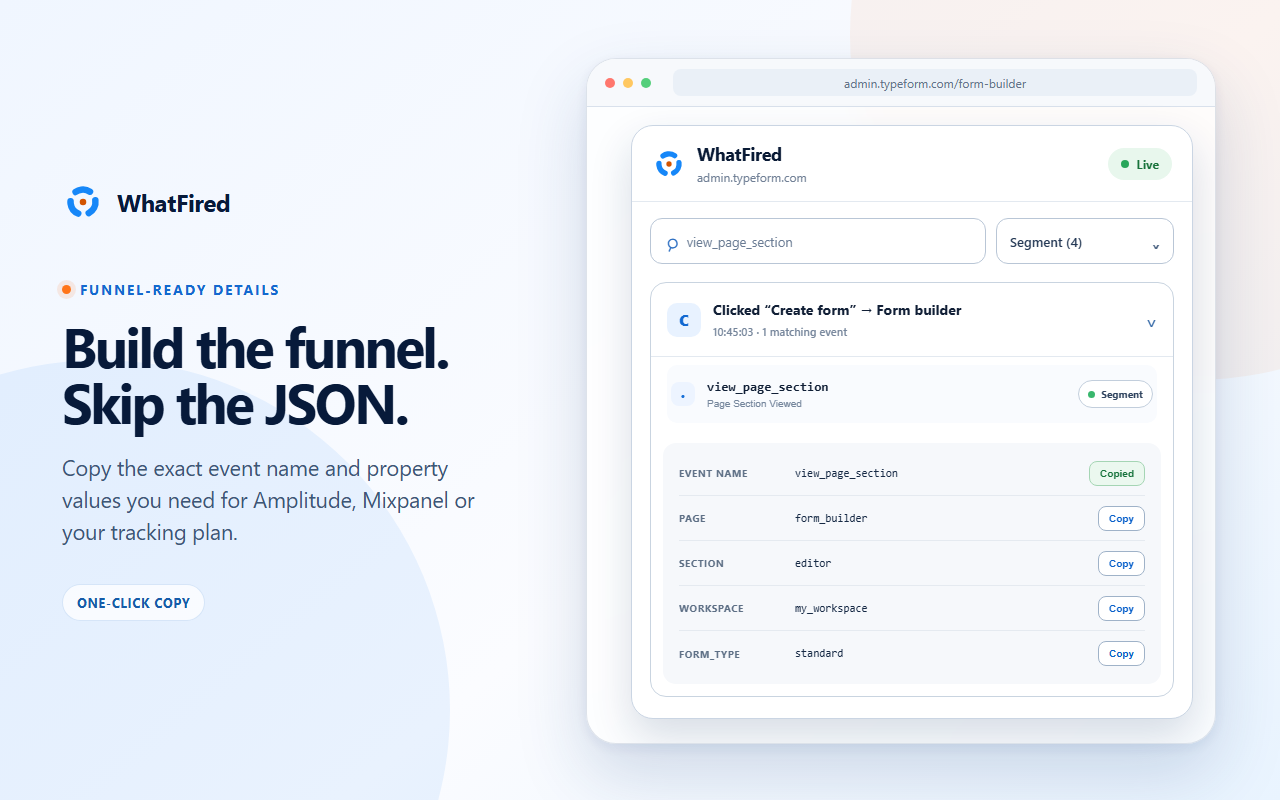 WhatFired
FUNNEL-READY DETAILS
Build the funnel.
Skip the JSON.
Copy the exact event name and property
values you need for Amplitude, Mixpanel or
your tracking plan.
ONE-CLICK COPY
admin.typeform.com/form-builder
WhatFired
admin.typeform.com
Live
view_page_section
Segment (4)
C
Clicked “Create form” → Form builder
10:45:03 · 1 matching event
view_page_section
Page Section Viewed
Segment
EVENT NAME view_page_section Copied
PAGE form_builder Copy
SECTION editor Copy
WORKSPACE my_workspace Copy
FORM_TYPE standard Copy